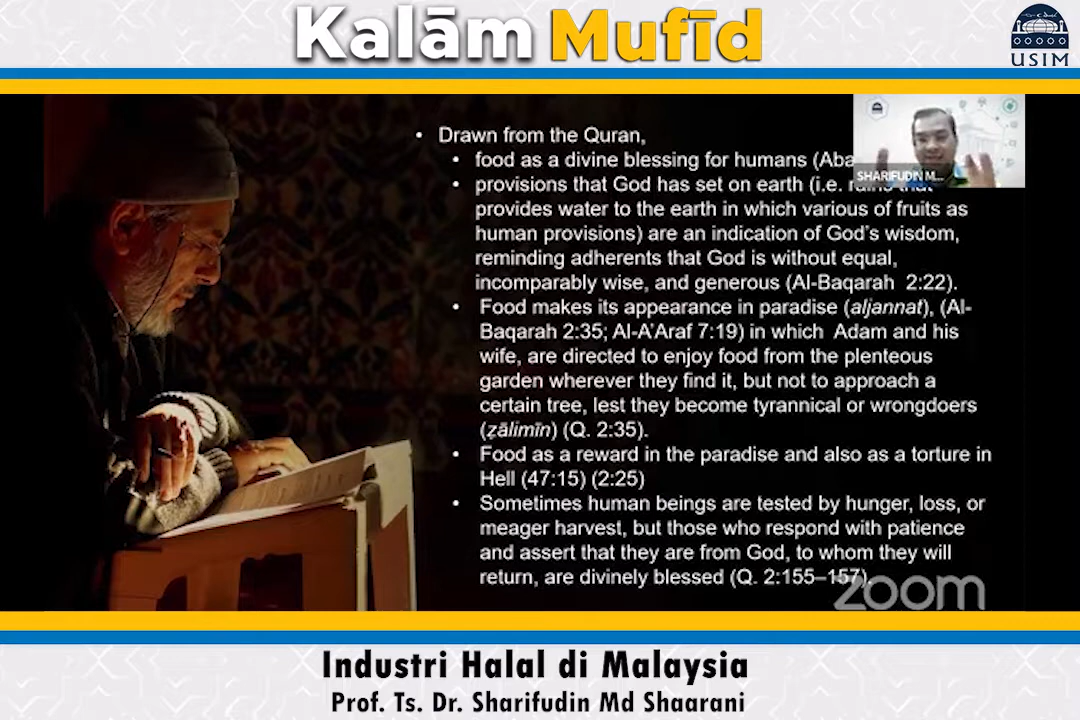 Kalām Mufīd
USIM
• Drawn from the Quran,
• food as a divine blessing for humans
SHARIFUDIN M...
• provisions that God has set on earth (i.e. rains that
provides water to the earth in which various of fruits as
human provisions) are an indication of God's wisdom,
reminding adherents that God is without equal,
incomparably wise, and generous (Al-Baqarah 2:22).
• Food makes its appearance in paradise (aljannat), (Al-
Baqarah 2:35; Al-A'Araf 7:19) in which Adam and his
wife, are directed to enjoy food from the plenteous
garden wherever they find it, but not to approach a
certain tree, lest they become tyrannical or wrongdoers
(ẓālimīn) (Q. 2:35).
• Food as a reward in the paradise and also as a torture in
Hell (47:15) (2:25)
• Sometimes human beings are tested by hunger, loss, or
meager harvest, but those who respond with patience
and assert that they are from God, to whom they will
return, are divinely blessed (Q. 2:155–157).
zoom
Industri Halal di Malaysia
Prof. Ts. Dr. Sharifudin Md Shaarani